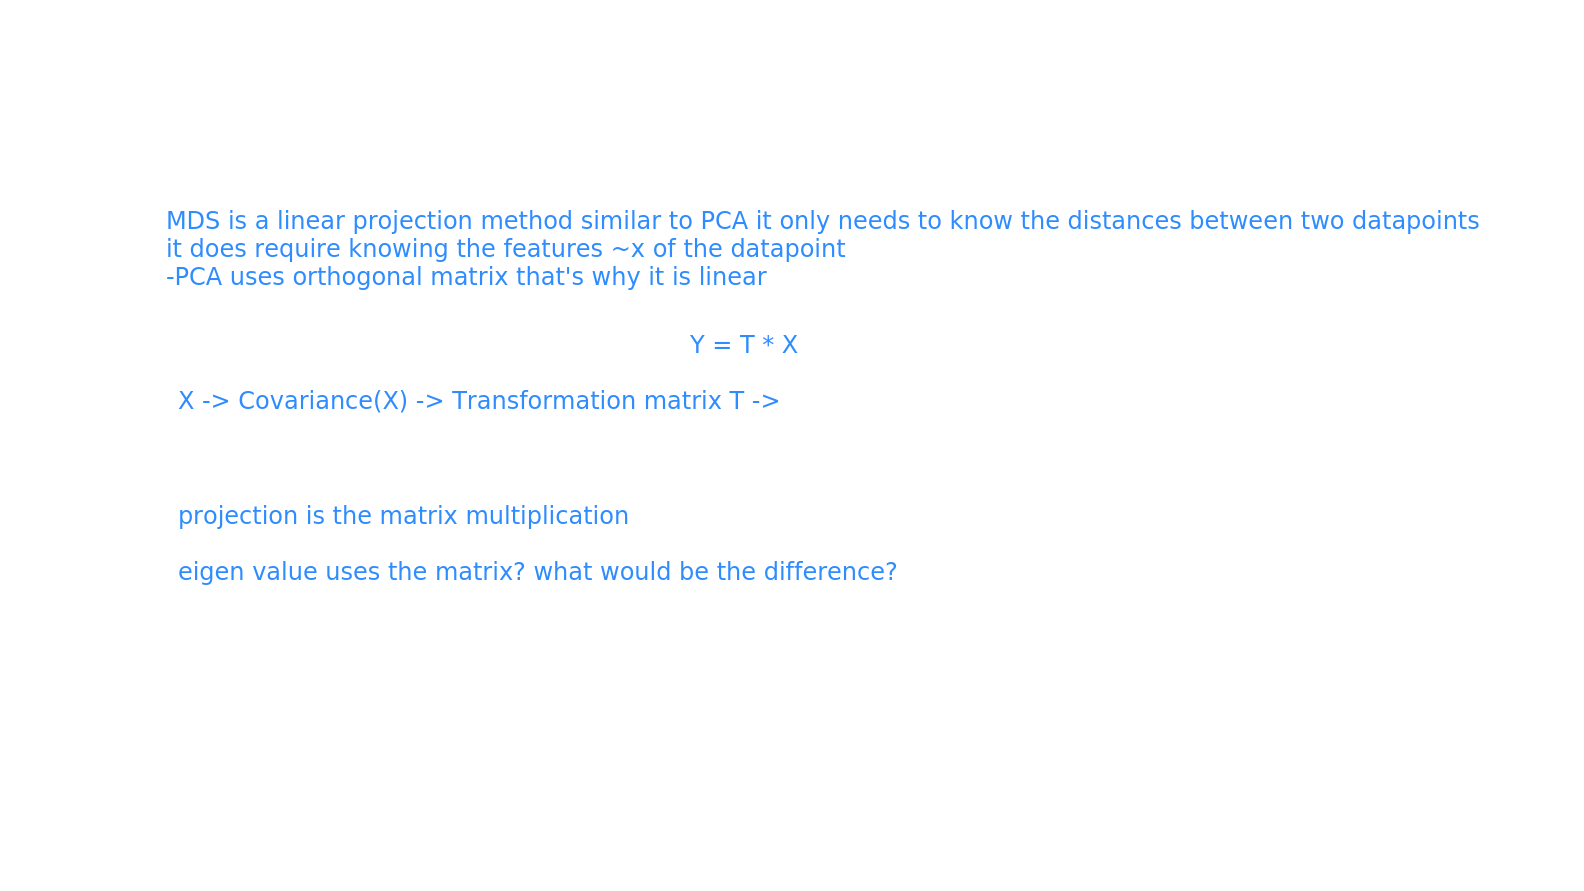 MDS is a linear projection method similar to PCA it only needs to know the distances between two datapoints
it does require knowing the features ~x of the datapoint
-PCA uses orthogonal matrix that's why it is linear
Y = T * X
X -> Covariance(X) -> Transformation matrix T ->
projection is the matrix multiplication
eigen value uses the matrix? what would be the difference?